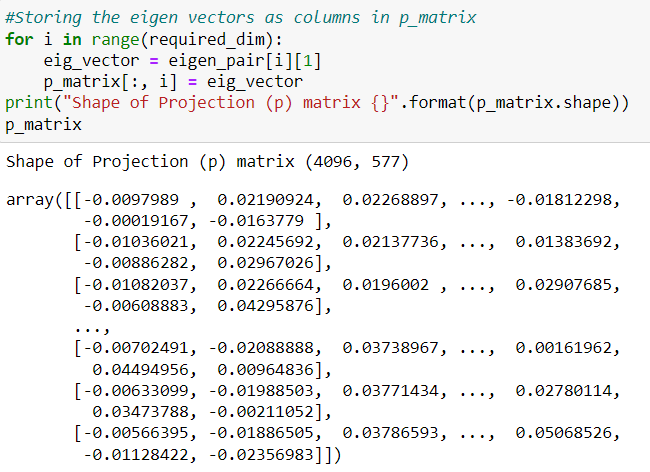 #Storing the eigen vectors as columns in p_matrix
for i in range(required_dim):
    eig_vector = eigen_pair[i][1]
    p_matrix[:, i] = eig_vector
print("Shape of Projection (p) matrix {}".format(p_matrix.shape))
p_matrix
Shape of Projection (p) matrix (4096, 577)
array([[-0.0097989 ,  0.02190924,  0.02268897, ..., -0.01812298,
        -0.00019167, -0.0163779 ],
       [-0.01036021,  0.02245692,  0.02137736, ...,  0.01383692,
        -0.00886282,  0.02967026],
       [-0.01082037,  0.02266664,  0.0196002 , ...,  0.02907685,
        -0.00608883,  0.04295876],
       ...,
       [-0.00702491, -0.02088888,  0.03738967, ...,  0.00161962,
         0.04494956,  0.00964836],
       [-0.00633099, -0.01988503,  0.03771434, ...,  0.02780114,
         0.03473788, -0.00211052],
       [-0.00566395, -0.01886505,  0.03786593, ...,  0.05068526,
        -0.01128422, -0.02356983]])